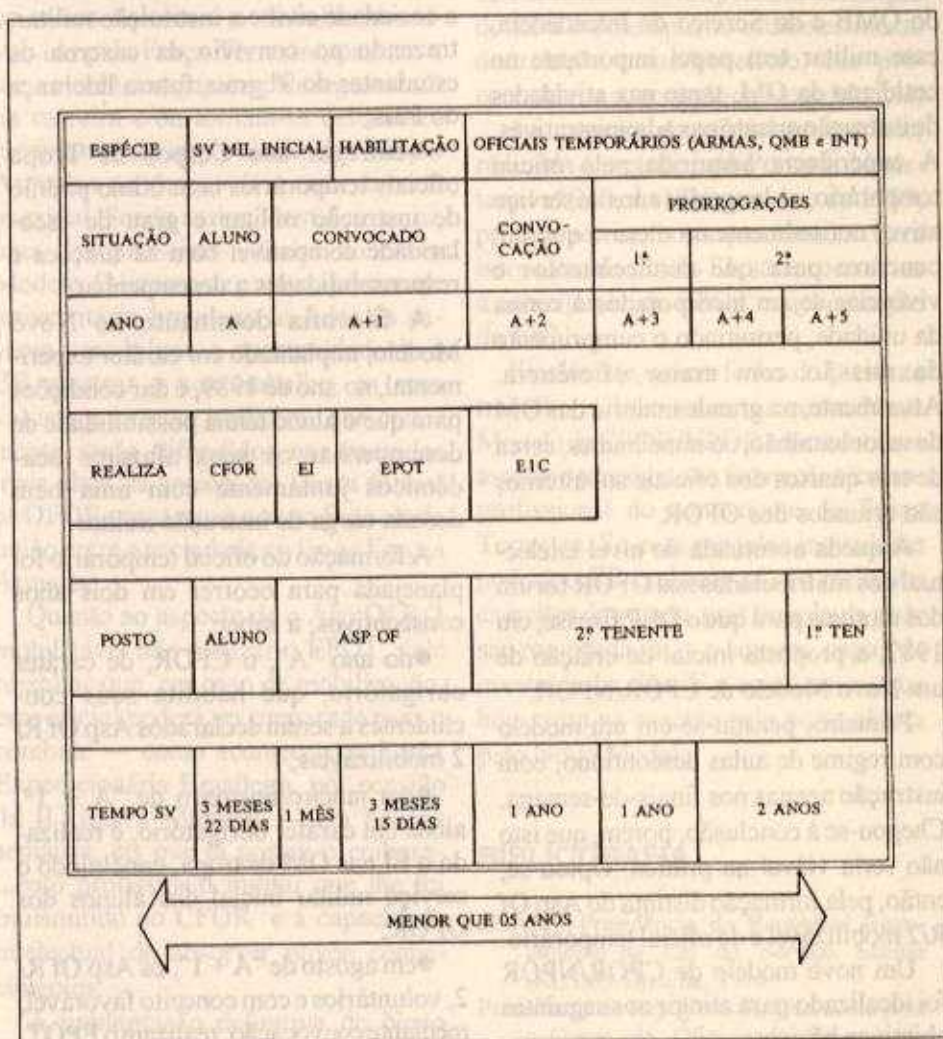 ESPÉCIE SV MIL INICIAL HABILITAÇÃO OFICIAIS TEMPORÁRIOS (ARMAS, QMB e INT)
SITUAÇÃO ALUNO CONVOCADO CONVO-
CAÇÃO PRORROGAÇÕES
1ª 2ª
ANO A A+1 A+2 A+3 A+4 A+5
REALIZA CFOR EI EPOT EIC
POSTO ALUNO ASP OF 2º TENENTE 1º TEN
TEMPO SV 3 MESES
22 DIAS 1 MÊS 3 MESES
15 DIAS 1 ANO 1 ANO 2 ANOS
MENOR QUE 05 ANOS